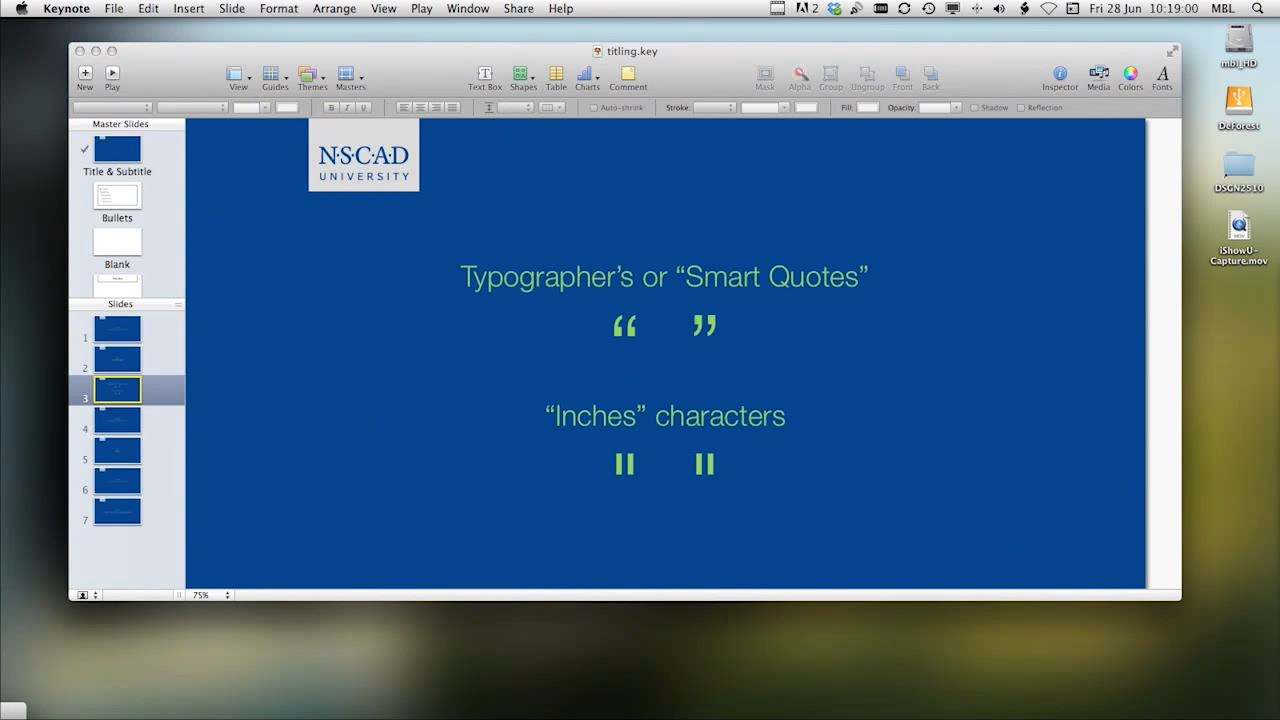 Keynote File Edit Insert Slide Format Arrange View Play Window Share Help
2 Fri 28 Jun 10:19:00 MBL
titling.key
New Play View Guides Themes Masters Text Box Shapes Table Charts Comment Mask Alpha Group Ungroup Front Back Inspector Media Colors Fonts
B I U Auto-shrink Stroke: Fill: Opacity: Shadow Reflection
Master Slides
Title & Subtitle
Bullets
Blank
Slides
1
2
3
4
5
6
7
N·S·C·A·D
UNIVERSITY
Typographer’s or “Smart Quotes”
“ ”
“Inches” characters
" "
75%
mbl_HD
DeForest
DSGN2510
MOV
iShowU-
Capture.mov